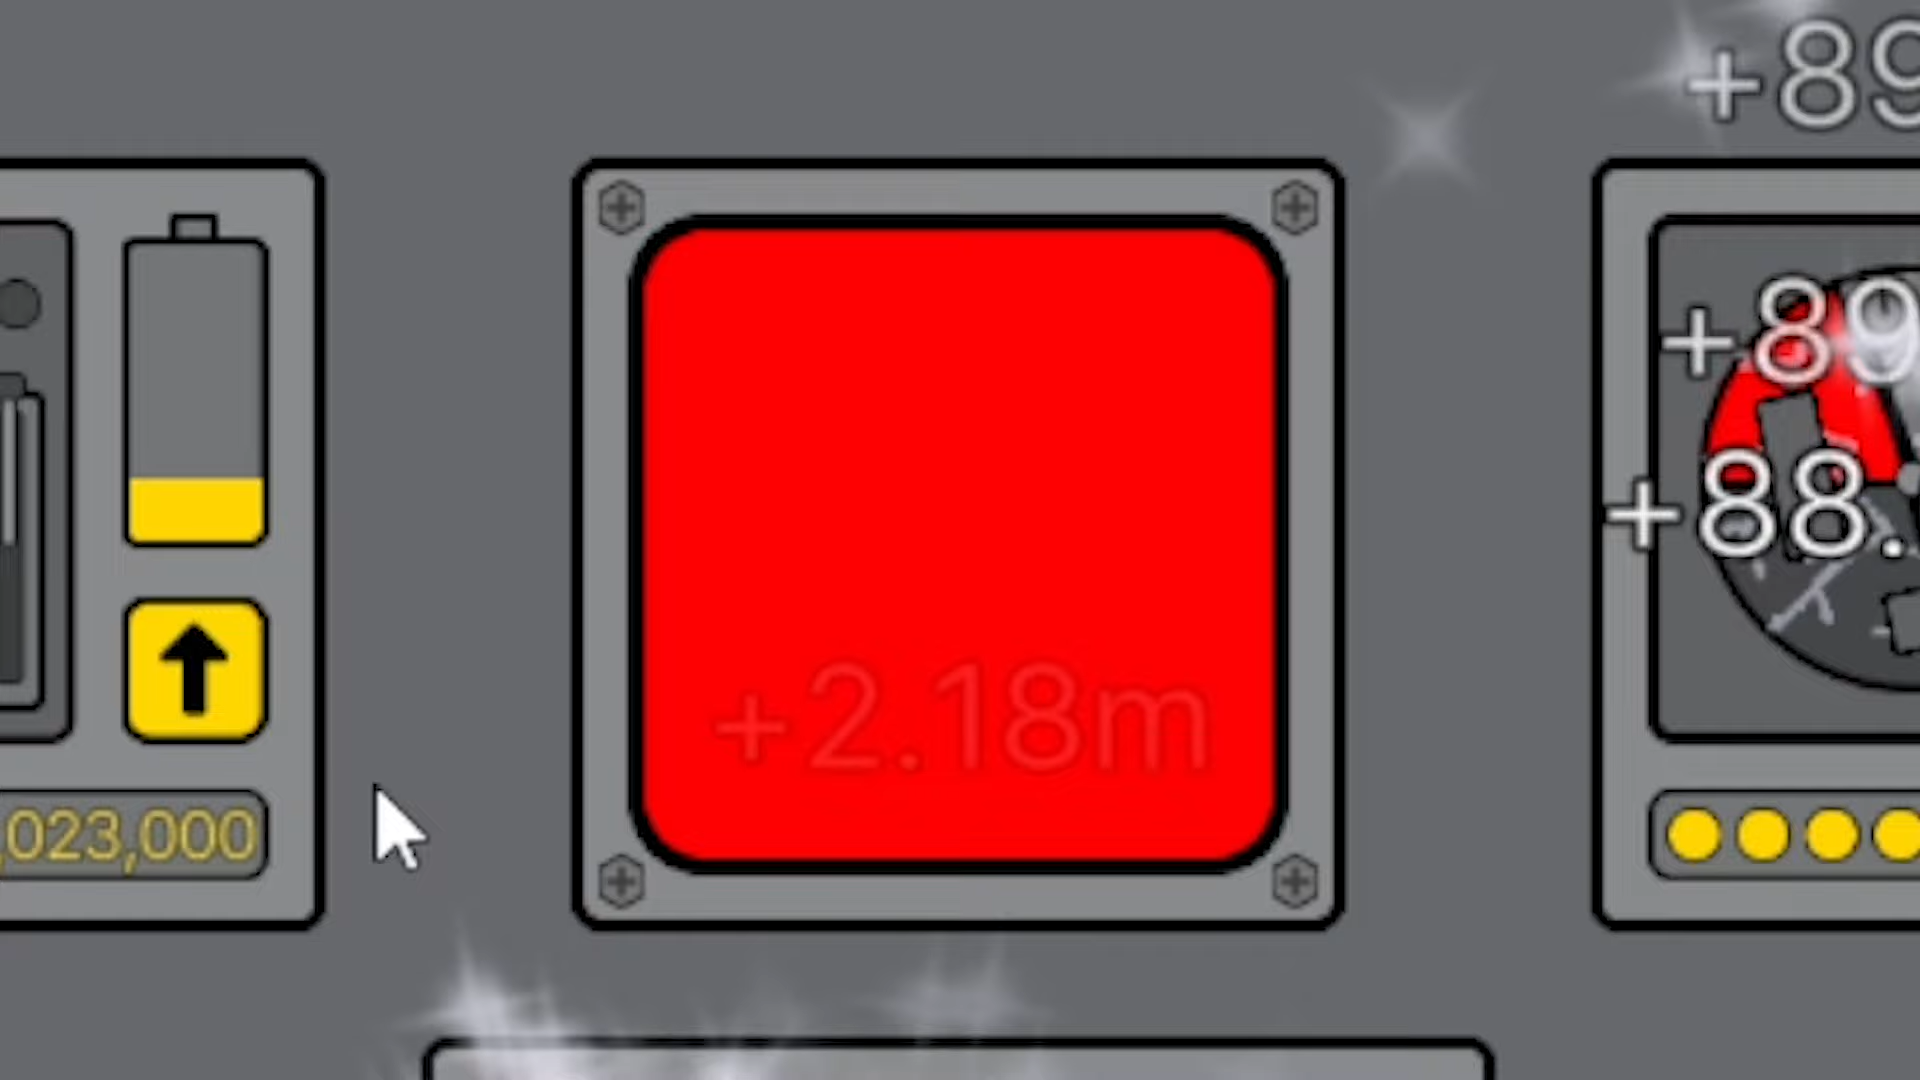 +89
+89
+88.
+2.18m
,023,000